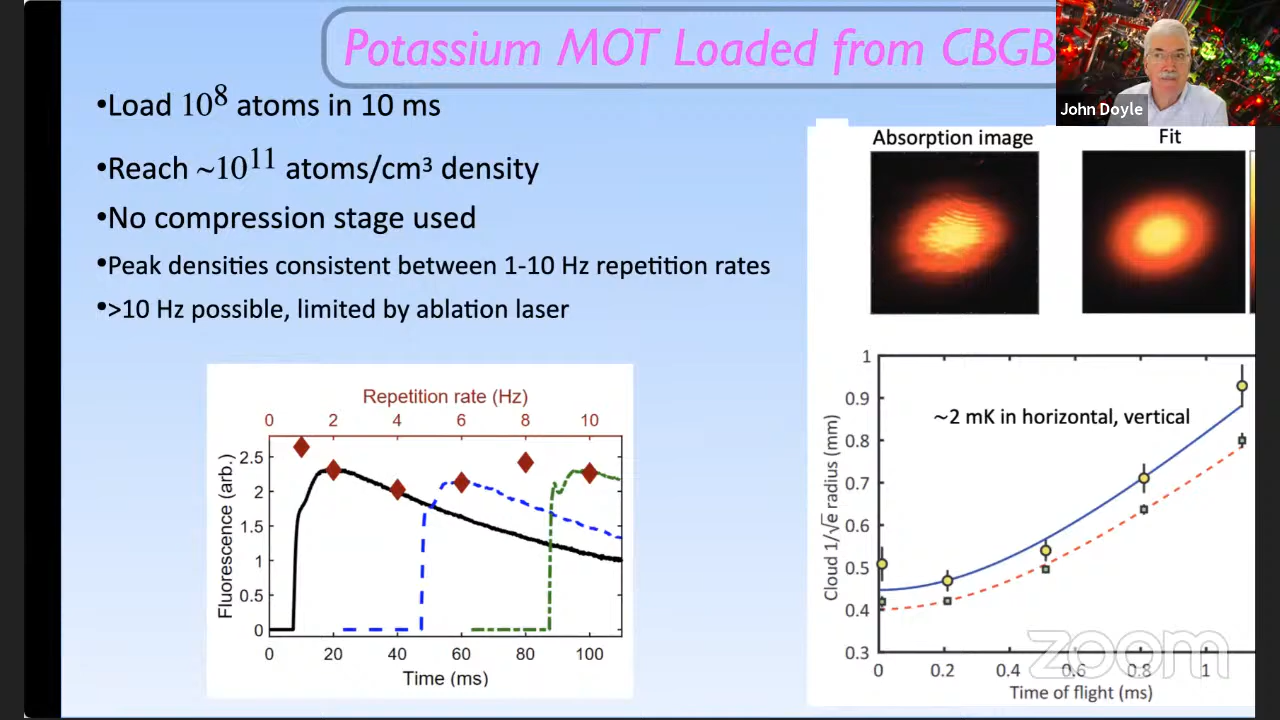 Potassium MOT Loaded from CBGB
John Doyle
•Load 10⁸ atoms in 10 ms
•Reach ~10¹¹ atoms/cm³ density
•No compression stage used
•Peak densities consistent between 1-10 Hz repetition rates
•>10 Hz possible, limited by ablation laser
Absorption image
Fit
Repetition rate (Hz)
0 2 4 6 8 10
Fluorescence (arb.)
2.5
2
1.5
1
0.5
0
0 20 40 60 80 100
Time (ms)
~2 mK in horizontal, vertical
Cloud 1/√e radius (mm)
1
0.9
0.8
0.7
0.6
0.5
0.4
0.3
0 0.2 0.4 0.6 0.8 1
Time of flight (ms)
zoom